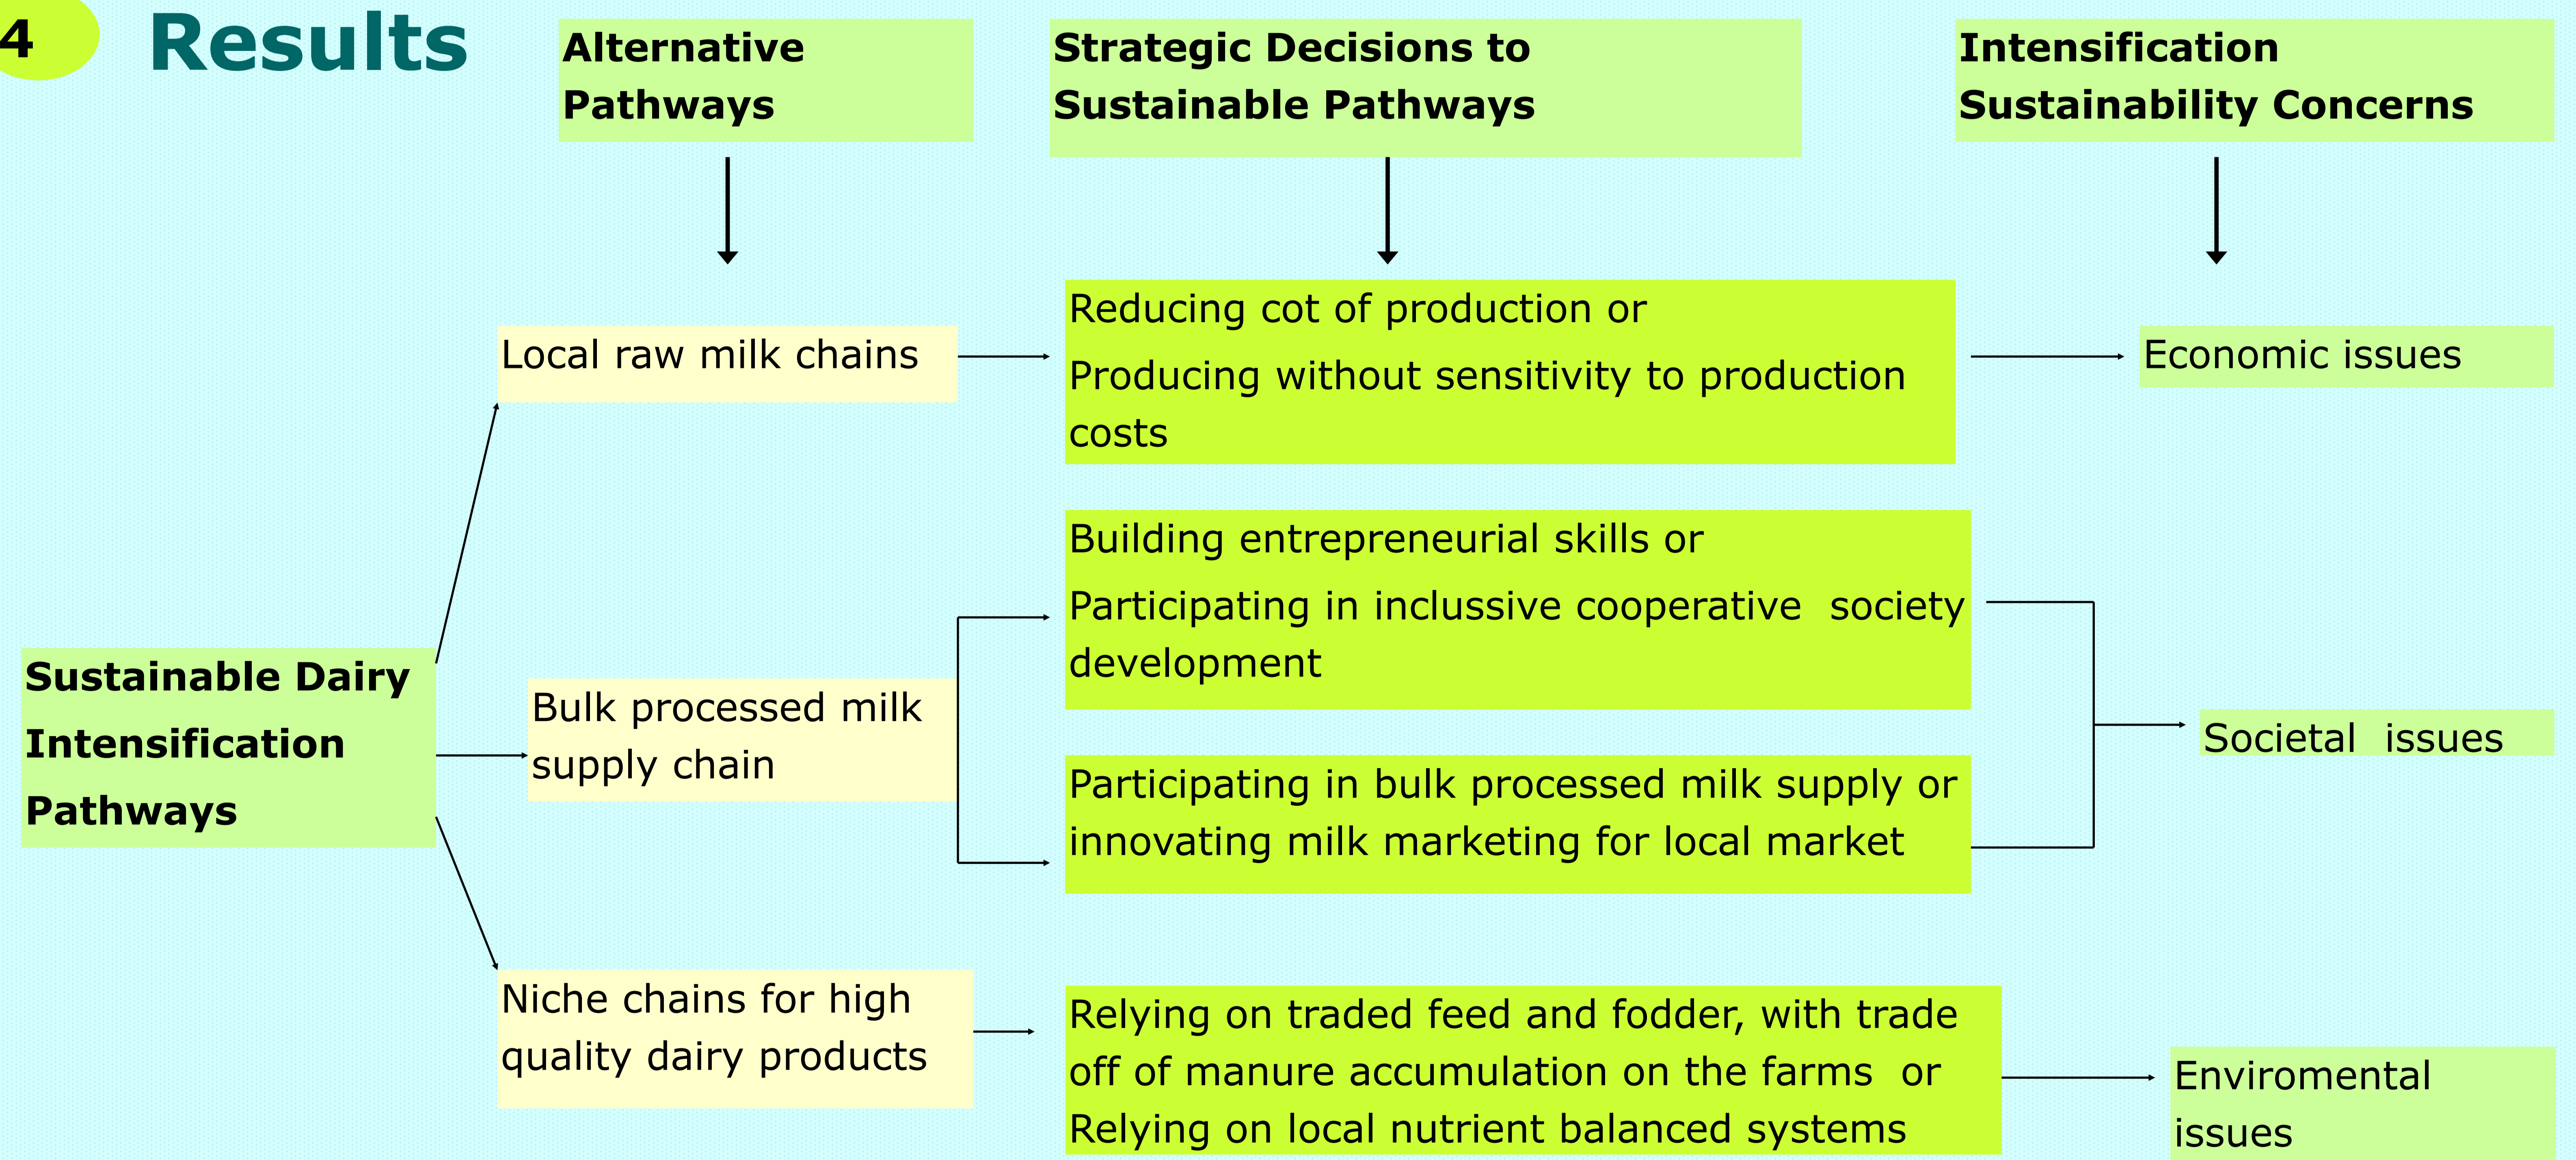 4
Results
Alternative
Pathways
Strategic Decisions to
Sustainable Pathways
Intensification
Sustainability Concerns
Local raw milk chains
Reducing cot of production or
Producing without sensitivity to production
costs
Economic issues
Sustainable Dairy
Intensification
Pathways
Bulk processed milk
supply chain
Building entrepreneurial skills or
Participating in inclussive cooperative  society
development
Participating in bulk processed milk supply or
innovating milk marketing for local market
Societal  issues
Niche chains for high
quality dairy products
Relying on traded feed and fodder, with trade
off of manure accumulation on the farms  or
Relying on local nutrient balanced systems
Enviromental
issues